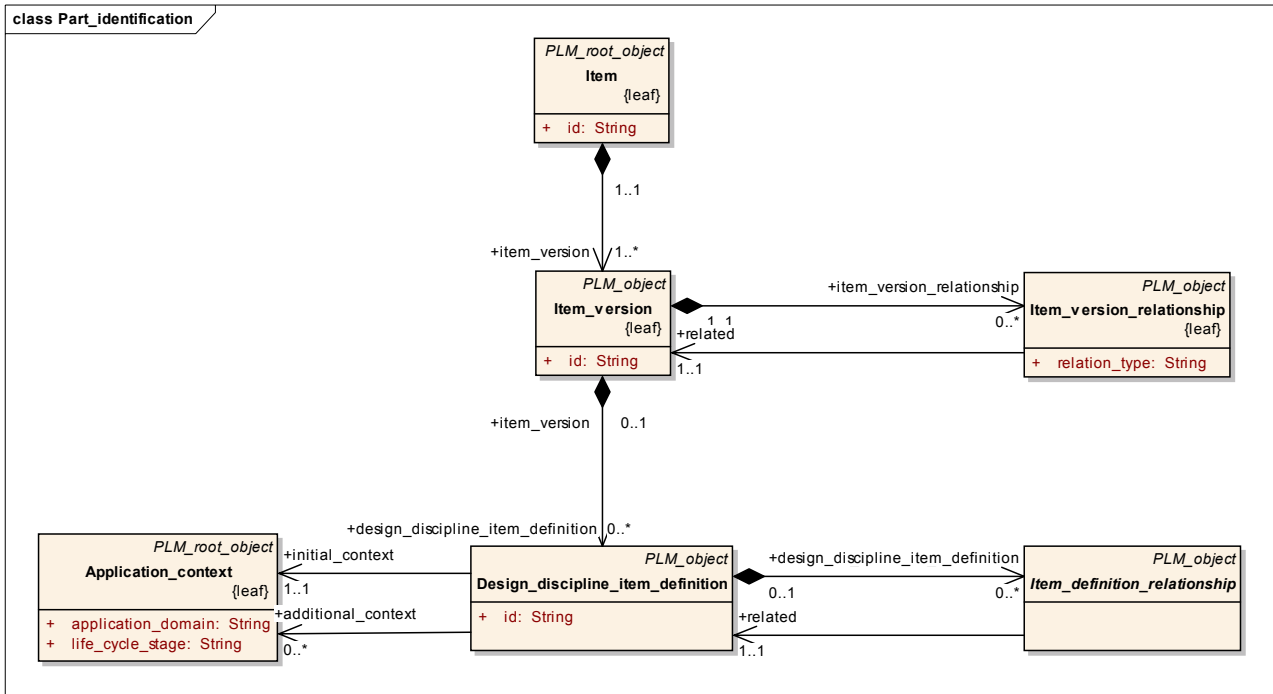 class Part_identification
PLM_root_object
Item
{leaf}
+ id: String
1..1
+item_version 1..*
PLM_object
Item_version
{leaf}
+ id: String
+item_version_relationship
1..1
0..*
+related
1..1
PLM_object
Item_version_relationship
{leaf}
+ relation_type: String
+item_version 0..1
+design_discipline_item_definition 0..*
PLM_root_object
Application_context
{leaf}
+ application_domain: String
+ life_cycle_stage: String
+initial_context
1..1
+additional_context
0..*
PLM_object
Design_discipline_item_definition
+ id: String
+design_discipline_item_definition
0..1
0..*
+related
1..1
PLM_object
Item_definition_relationship